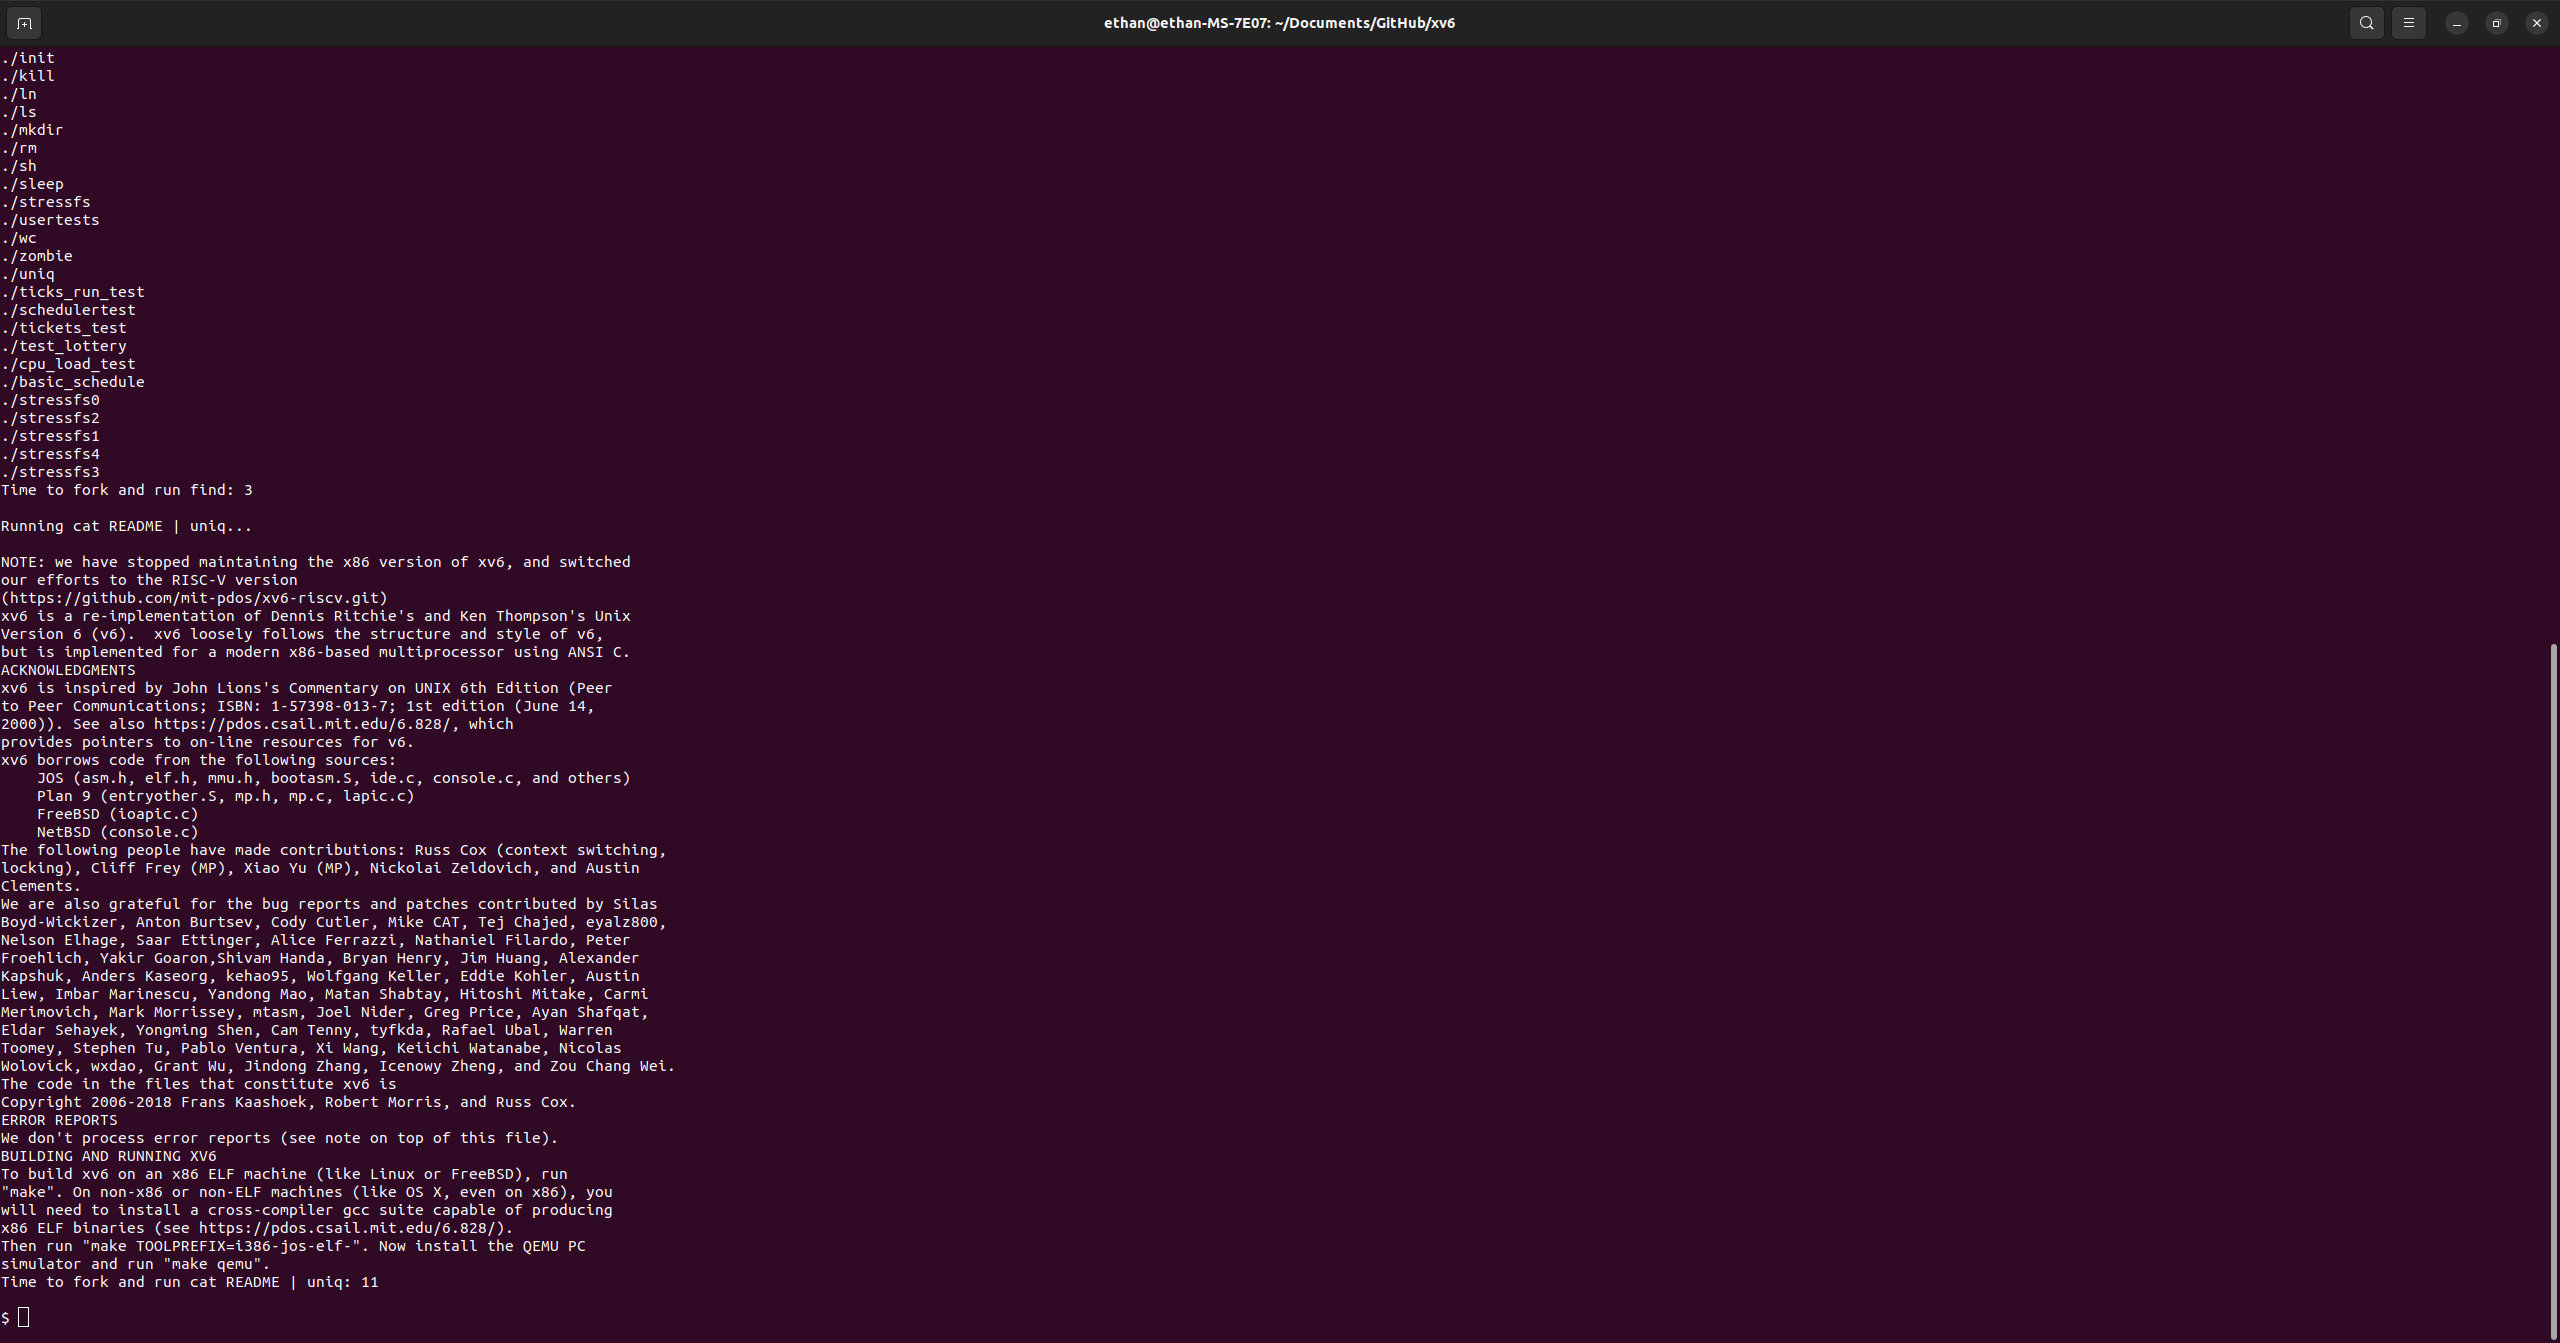 ethan@ethan-MS-7E07: ~/Documents/GitHub/xv6
./init
./kill
./ln
./ls
./mkdir
./rm
./sh
./sleep
./stressfs
./usertests
./wc
./zombie
./uniq
./ticks_run_test
./schedulertest
./tickets_test
./test_lottery
./cpu_load_test
./basic_schedule
./stressfs0
./stressfs2
./stressfs1
./stressfs4
./stressfs3
Time to fork and run find: 3
Running cat README | uniq...
NOTE: we have stopped maintaining the x86 version of xv6, and switched
our efforts to the RISC-V version
(https://github.com/mit-pdos/xv6-riscv.git)
xv6 is a re-implementation of Dennis Ritchie's and Ken Thompson's Unix
Version 6 (v6).  xv6 loosely follows the structure and style of v6,
but is implemented for a modern x86-based multiprocessor using ANSI C.
ACKNOWLEDGMENTS
xv6 is inspired by John Lions's Commentary on UNIX 6th Edition (Peer
to Peer Communications; ISBN: 1-57398-013-7; 1st edition (June 14,
2000)). See also https://pdos.csail.mit.edu/6.828/, which
provides pointers to on-line resources for v6.
xv6 borrows code from the following sources:
    JOS (asm.h, elf.h, mmu.h, bootasm.S, ide.c, console.c, and others)
    Plan 9 (entryother.S, mp.h, mp.c, lapic.c)
    FreeBSD (ioapic.c)
    NetBSD (console.c)
The following people have made contributions: Russ Cox (context switching,
locking), Cliff Frey (MP), Xiao Yu (MP), Nickolai Zeldovich, and Austin
Clements.
We are also grateful for the bug reports and patches contributed by Silas
Boyd-Wickizer, Anton Burtsev, Cody Cutler, Mike CAT, Tej Chajed, eyalz800,
Nelson Elhage, Saar Ettinger, Alice Ferrazzi, Nathaniel Filardo, Peter
Froehlich, Yakir Goaron,Shivam Handa, Bryan Henry, Jim Huang, Alexander
Kapshuk, Anders Kaseorg, kehao95, Wolfgang Keller, Eddie Kohler, Austin
Liew, Imbar Marinescu, Yandong Mao, Matan Shabtay, Hitoshi Mitake, Carmi
Merimovich, Mark Morrissey, mtasm, Joel Nider, Greg Price, Ayan Shafqat,
Eldar Sehayek, Yongming Shen, Cam Tenny, tyfkda, Rafael Ubal, Warren
Toomey, Stephen Tu, Pablo Ventura, Xi Wang, Keiichi Watanabe, Nicolas
Wolovick, wxdao, Grant Wu, Jindong Zhang, Icenowy Zheng, and Zou Chang Wei.
The code in the files that constitute xv6 is
Copyright 2006-2018 Frans Kaashoek, Robert Morris, and Russ Cox.
ERROR REPORTS
We don't process error reports (see note on top of this file).
BUILDING AND RUNNING XV6
To build xv6 on an x86 ELF machine (like Linux or FreeBSD), run
"make". On non-x86 or non-ELF machines (like OS X, even on x86), you
will need to install a cross-compiler gcc suite capable of producing
x86 ELF binaries (see https://pdos.csail.mit.edu/6.828/).
Then run "make TOOLPREFIX=i386-jos-elf-". Now install the QEMU PC
simulator and run "make qemu".
Time to fork and run cat README | uniq: 11
$